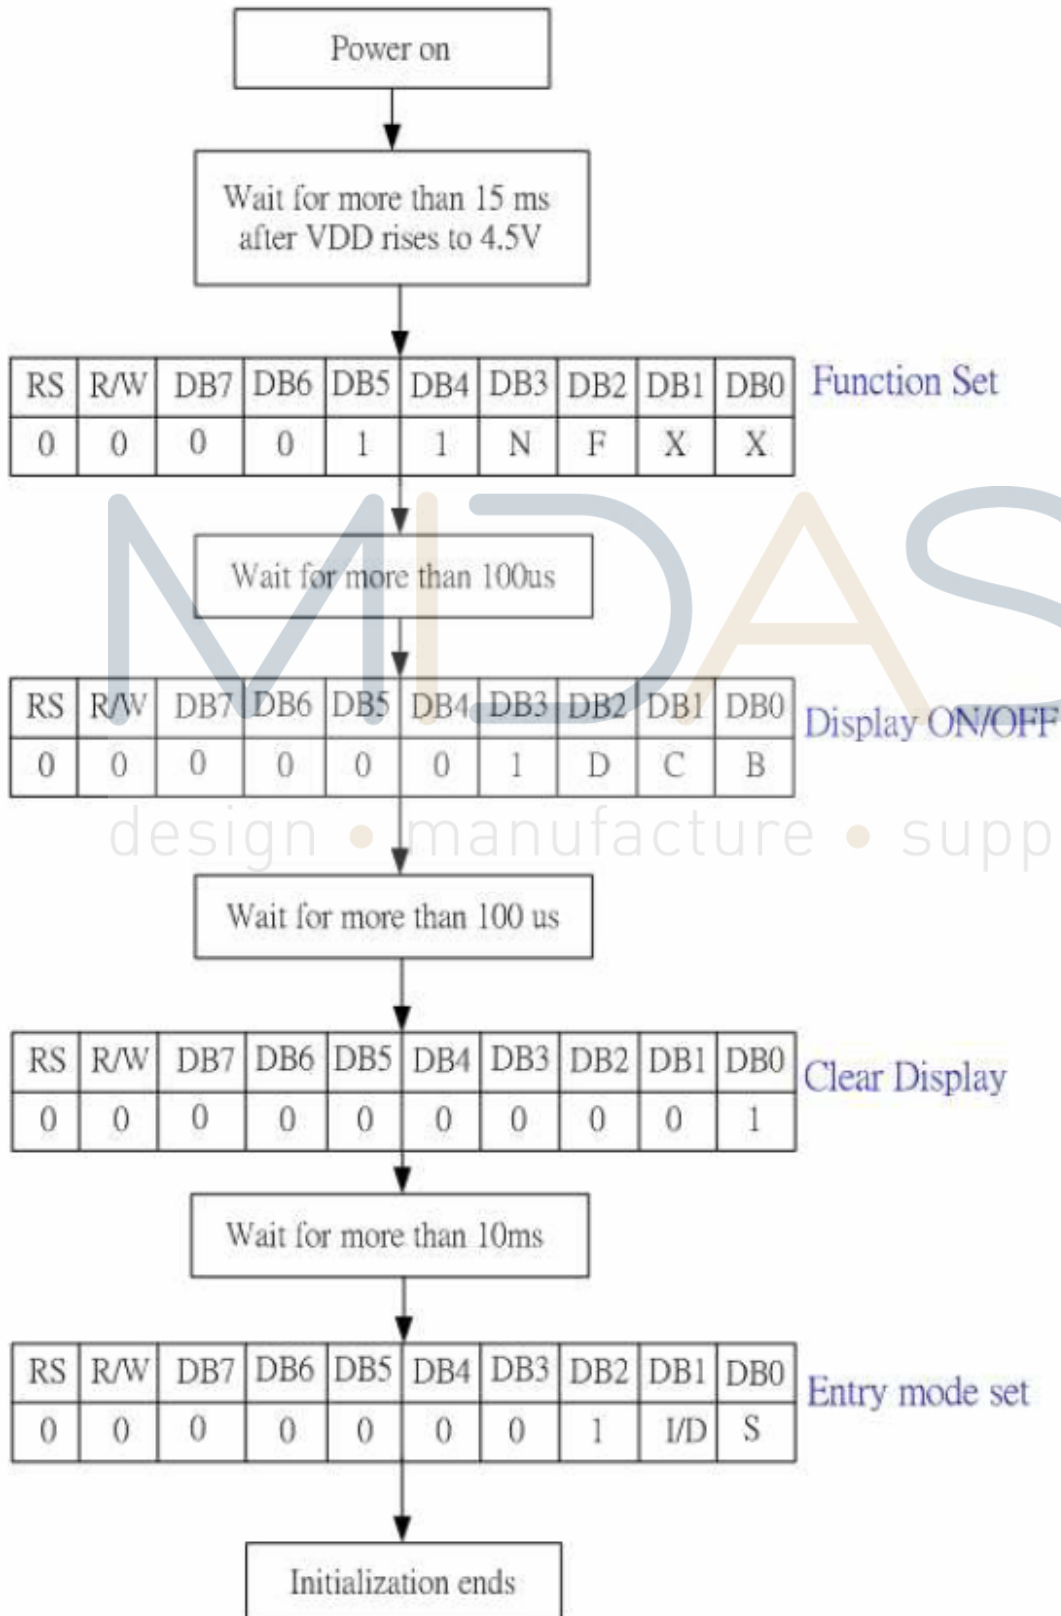 Power on
Wait for more than 15 ms
after VDD rises to 4.5V
RS R/W DB7 DB6 DB5 DB4 DB3 DB2 DB1 DB0 Function Set
0 0 0 0 1 1 N F X X
MIDAS
Wait for more than 100us
RS R/W DB7 DB6 DB5 DB4 DB3 DB2 DB1 DB0 Display ON/OFF
0 0 0 0 0 0 1 D C B
design • manufacture • supp
Wait for more than 100 us
RS R/W DB7 DB6 DB5 DB4 DB3 DB2 DB1 DB0 Clear Display
0 0 0 0 0 0 0 0 0 1
Wait for more than 10ms
RS R/W DB7 DB6 DB5 DB4 DB3 DB2 DB1 DB0 Entry mode set
0 0 0 0 0 0 0 1 I/D S
Initialization ends